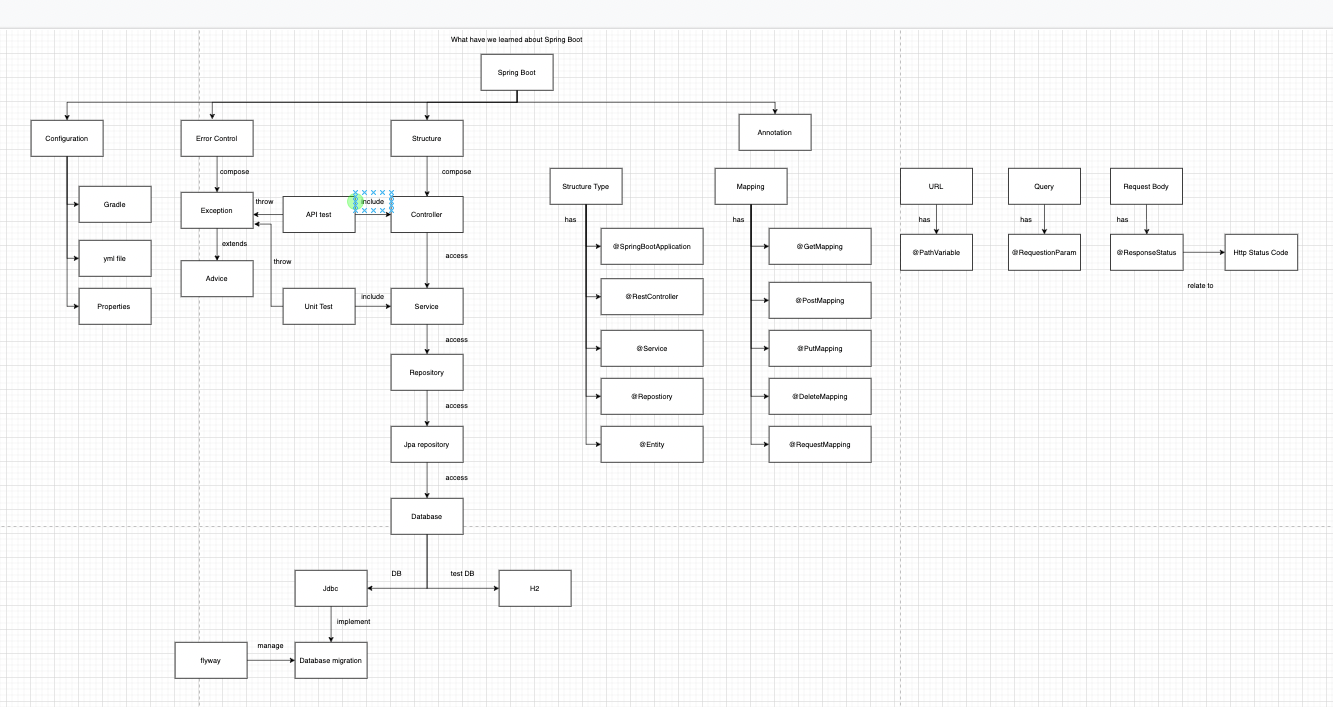 What have we learned about Spring Boot
Spring Boot
Configuration
Error Control
Structure
Annotation
compose
compose
Structure Type
Mapping
URL
Query
Request Body
Gradle
Exception
throw
API test
include
Controller
has
has
has
has
has
extends
@SpringBootApplication
@GetMapping
@PathVariable
@RequestionParam
@ResponseStatus
Http Status Code
yml file
throw
access
Advice
relate to
Properties
Unit Test
include
Service
@RestController
@PostMapping
access
@Service
@PutMapping
Repository
@Repostiory
@DeleteMapping
access
Jpa repository
@Entity
@RequestMapping
access
Database
DB
test DB
Jdbc
H2
implement
manage
flyway
Database migration